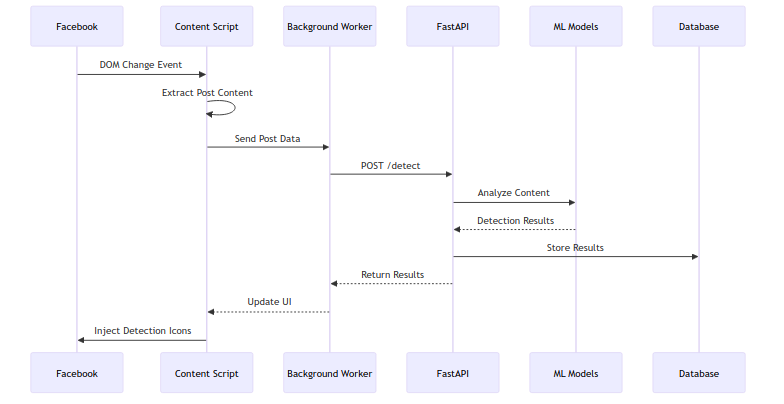 Facebook
Content Script
Background Worker
FastAPI
ML Models
Database
DOM Change Event
Extract Post Content
Send Post Data
POST /detect
Analyze Content
Detection Results
Store Results
Return Results
Update UI
Inject Detection Icons
Facebook
Content Script
Background Worker
FastAPI
ML Models
Database